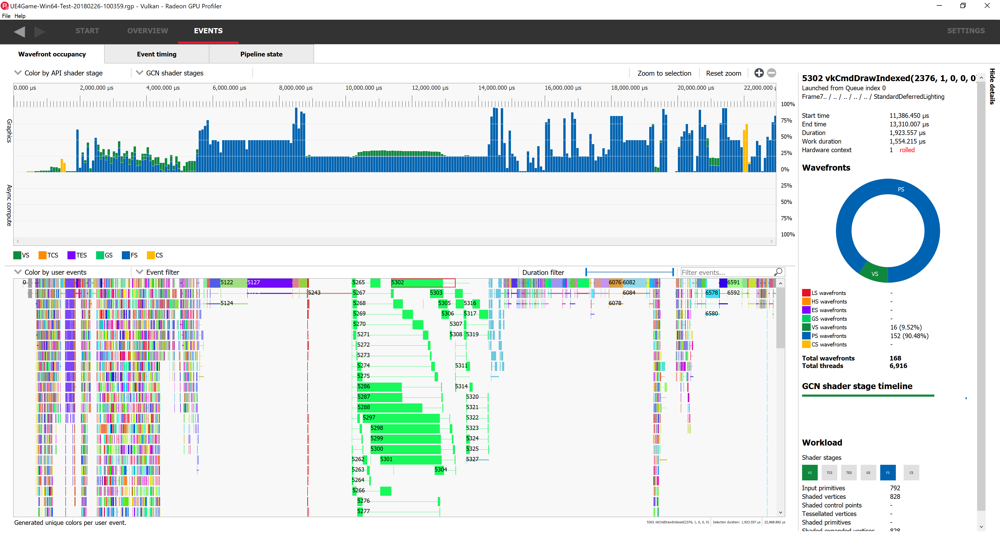 UE4Game-Win64-Test-20180226-100359.rgp - Vulkan - Radeon GPU Profiler
File Help
START OVERVIEW EVENTS SETTINGS
Wavefront occupancy Event timing Pipeline state
Color by API shader stage GCN shader stages Zoom to selection Reset zoom
0.000 μs 2,000.000 μs 4,000.000 μs 6,000.000 μs 8,000.000 μs 10,000.000 μs 12,000.000 μs 14,000.000 μs 16,000.000 μs 18,000.000 μs 20,000.000 μs 22,000.000
Graphics
Async compute
100%
75%
50%
25%
0%
25%
50%
75%
100%
VS TCS TES GS FS CS
Color by user events Event filter Duration filter Filter events...
0 5122 5127 5265 5302 6076 6082 6591
5243 5267 5303 6084 6578 6592
5124 5268 5305 5316 6078
5269 5306 5317 6580
5270 5307
5271 5308 5319
5272
5273
5274 5311
5275
5286 5314
5287 5320
5288 5321
5297 5322
5298 5323
5299 5324
5300 5325
5262 5301 5327
5263 5304
5264
5266
5276
5277
Generated unique colors per user event.
5302 vkCmdDrawIndexed(2376, 1, 0, 0, 0) Selection duration: 1,923.557 μs 22,968.892 μs
Hide details
5302 vkCmdDrawIndexed(2376, 1, 0, 0, 0)
Launched from Queue index 0
Frame7.. / .. / .. / .. / .. / StandardDeferredLighting
Start time 11,386.450 μs
End time 13,310.007 μs
Duration 1,923.557 μs
Work duration 1,554.215 μs
Hardware context 1 rolled
Wavefronts
PS
VS
LS wavefronts -
HS wavefronts -
ES wavefronts -
GS wavefronts -
VS wavefronts 16 (9.52%)
PS wavefronts 152 (90.48%)
CS wavefronts -
Total wavefronts 168
Total threads 6,916
GCN shader stage timeline
Workload
Shader stages
VS TCS TES GS FS CS
Input primitives 792
Shaded vertices 828
Shaded control points -
Tessellated vertices -
Shaded primitives -
Shaded expanded vertices 828